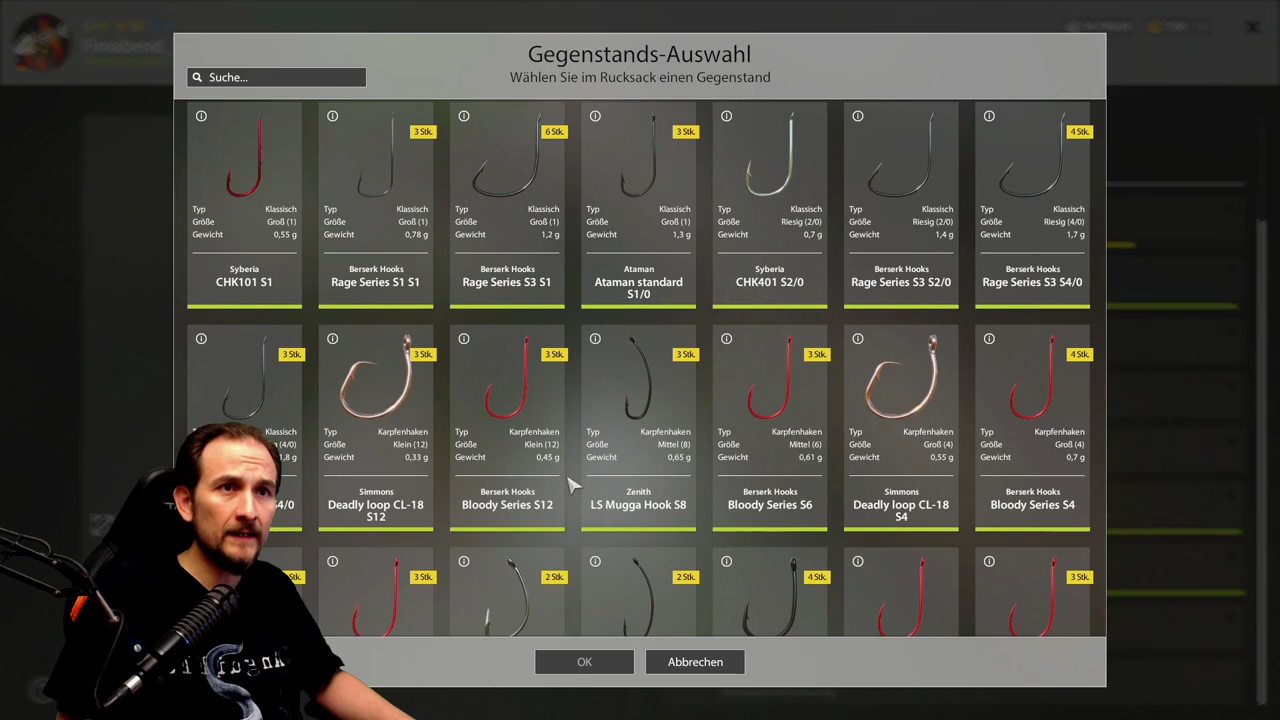 Gegenstands-Auswahl
Wählen Sie im Rucksack einen Gegenstand
Suche...
Typ Klassisch
Größe Groß (1)
Gewicht 0,55 g
Syberia
CHK101 S1
3 Stk.
Typ Klassisch
Größe Groß (1)
Gewicht 0,78 g
Berserk Hooks
Rage Series S1 S1
6 Stk.
Typ Klassisch
Größe Groß (1)
Gewicht 1,2 g
Berserk Hooks
Rage Series S3 S1
3 Stk.
Typ Klassisch
Größe Groß (1)
Gewicht 1,3 g
Ataman
Ataman standard
S1/0
Typ Klassisch
Größe Riesig (2/0)
Gewicht 0,7 g
Syberia
CHK401 S2/0
Typ Klassisch
Größe Riesig (2/0)
Gewicht 1,4 g
Berserk Hooks
Rage Series S3 S2/0
4 Stk.
Typ Klassisch
Größe Riesig (4/0)
Gewicht 1,7 g
Berserk Hooks
Rage Series S3 S4/0
3 Stk.
Klassisch
(4/0)
1,8 g
S4/0
3 Stk.
Typ Karpfenhaken
Größe Klein (12)
Gewicht 0,33 g
Simmons
Deadly loop CL-18
S12
3 Stk.
Typ Karpfenhaken
Größe Klein (12)
Gewicht 0,45 g
Berserk Hooks
Bloody Series S12
3 Stk.
Typ Karpfenhaken
Größe Mittel (8)
Gewicht 0,65 g
Zenith
LS Mugga Hook S8
3 Stk.
Typ Karpfenhaken
Größe Mittel (6)
Gewicht 0,61 g
Berserk Hooks
Bloody Series S6
Typ Karpfenhaken
Größe Groß (4)
Gewicht 0,55 g
Simmons
Deadly loop CL-18
S4
4 Stk.
Typ Karpfenhaken
Größe Groß (4)
Gewicht 0,7 g
Berserk Hooks
Bloody Series S4
Stk.
3 Stk.
2 Stk.
2 Stk.
4 Stk.
3 Stk.
OK
Abbrechen